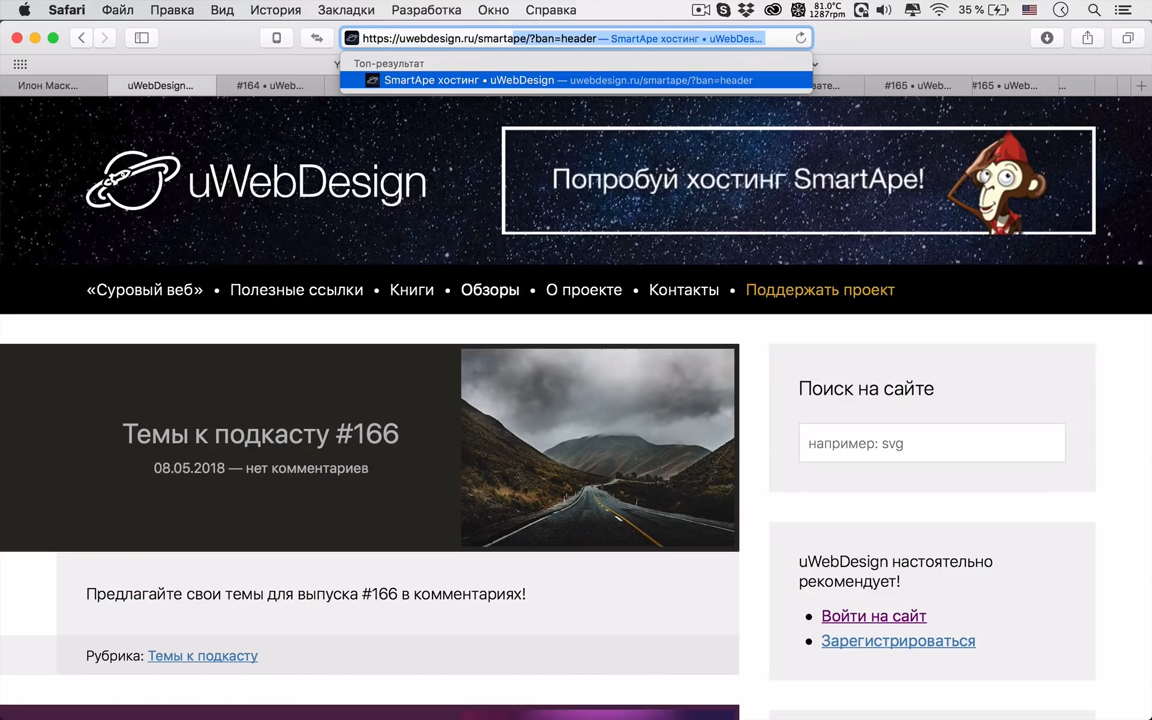 Safari Файл Правка Вид История Закладки Разработка Окно Справка 81.0°C 1287rpm 35 %
https://uwebdesign.ru/smartape/?ban=header — SmartApe хостинг • uWebDes...
Топ-результат
SmartApe хостинг • uWebDesign — uwebdesign.ru/smartape/?ban=header
Илон Маск... uWebDesign... #164 • uWeb... #165 • uWeb... #165 • uWe... ...
uWebDesign
Попробуй хостинг SmartApe!
«Суровый веб» • Полезные ссылки • Книги • Обзоры • О проекте • Контакты • Поддержать проект
Темы к подкасту #166
08.05.2018 — нет комментариев
Поиск на сайте
например: svg
Предлагайте свои темы для выпуска #166 в комментариях!
Рубрика: Темы к подкасту
uWebDesign настоятельно
рекомендует!
• Войти на сайт
• Зарегистрироваться